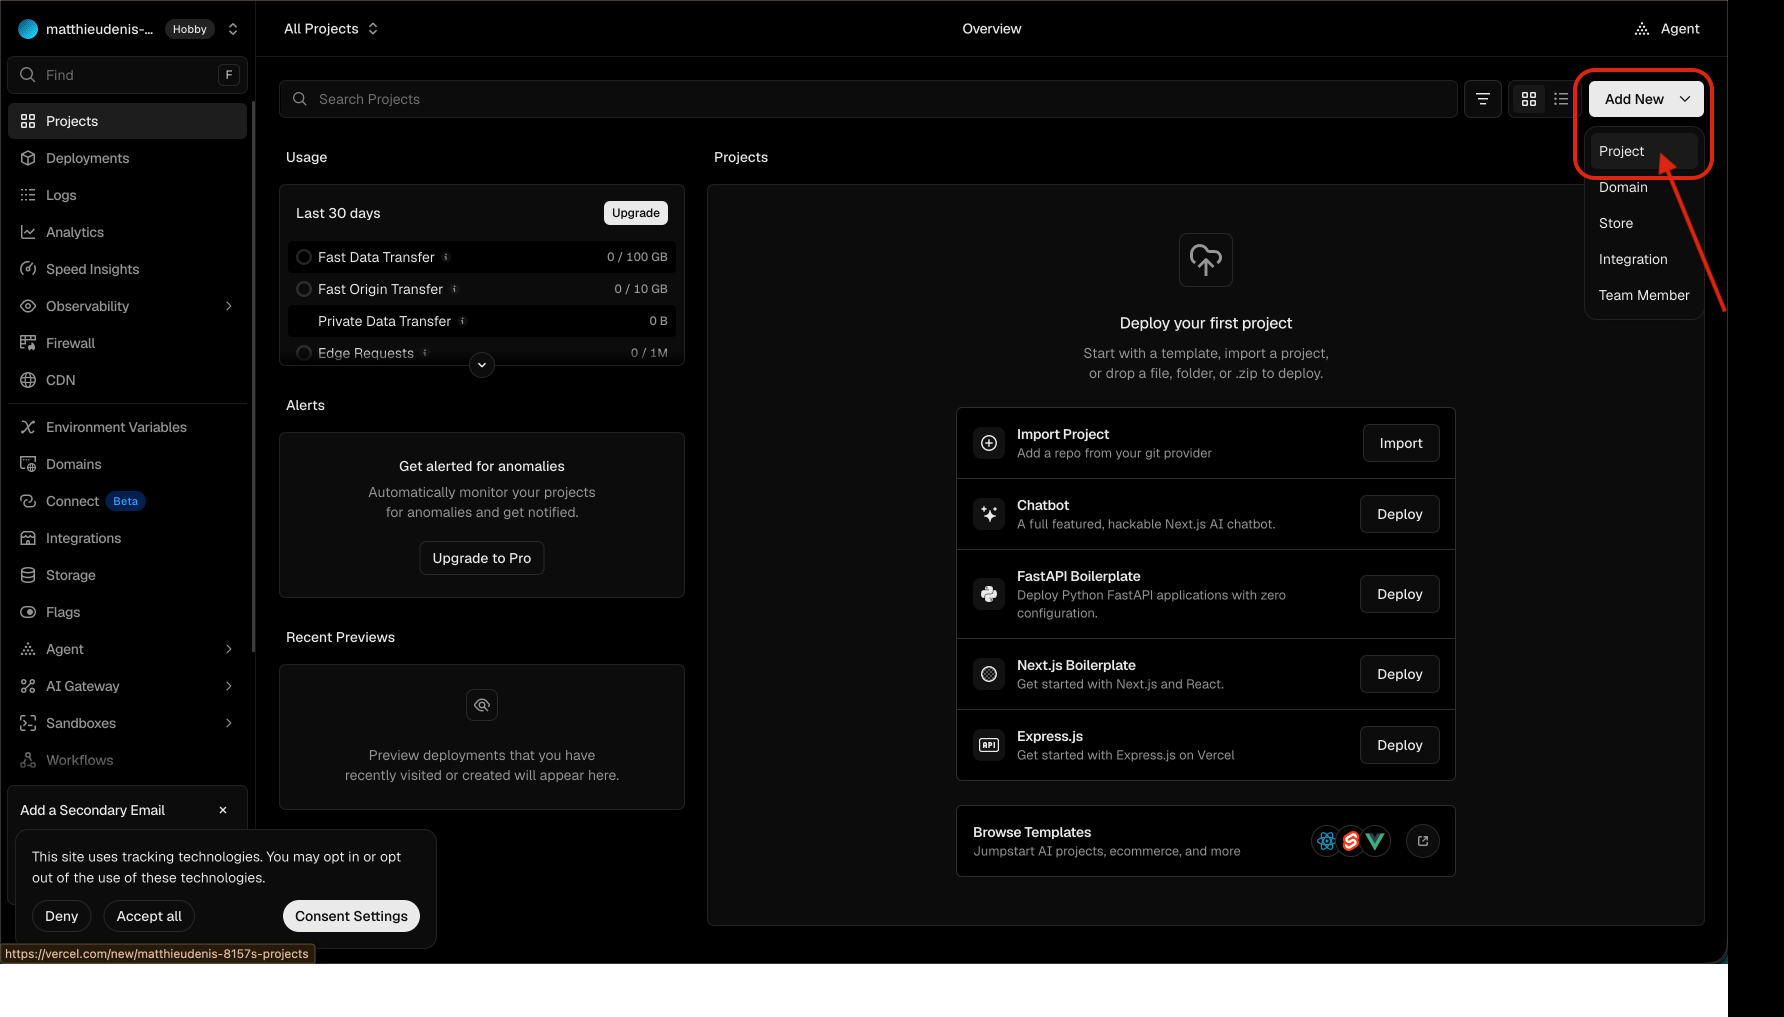 matthieudenis-...
Hobby
All Projects
Overview
Agent
Find
F
Search Projects
Add New
Projects
Deployments
Logs
Analytics
Speed Insights
Observability
Firewall
CDN
Environment Variables
Domains
Connect
Beta
Integrations
Storage
Flags
Agent
AI Gateway
Sandboxes
Workflows
Add a Secondary Email
Usage
Last 30 days
Upgrade
Fast Data Transfer
0 / 100 GB
Fast Origin Transfer
0 / 10 GB
Private Data Transfer
0 B
Edge Requests
0 / 1M
Alerts
Get alerted for anomalies
Automatically monitor your projects
for anomalies and get notified.
Upgrade to Pro
Recent Previews
Preview deployments that you have
recently visited or created will appear here.
Projects
Project
Domain
Store
Integration
Team Member
Deploy your first project
Start with a template, import a project,
or drop a file, folder, or .zip to deploy.
Import Project
Add a repo from your git provider
Import
Chatbot
A full featured, hackable Next.js AI chatbot.
Deploy
FastAPI Boilerplate
Deploy Python FastAPI applications with zero
configuration.
Deploy
Next.js Boilerplate
Get started with Next.js and React.
Deploy
API
Express.js
Get started with Express.js on Vercel
Deploy
Browse Templates
Jumpstart AI projects, ecommerce, and more
This site uses tracking technologies. You may opt in or opt
out of the use of these technologies.
Deny
Accept all
Consent Settings
https://vercel.com/new/matthieudenis-8157s-projects